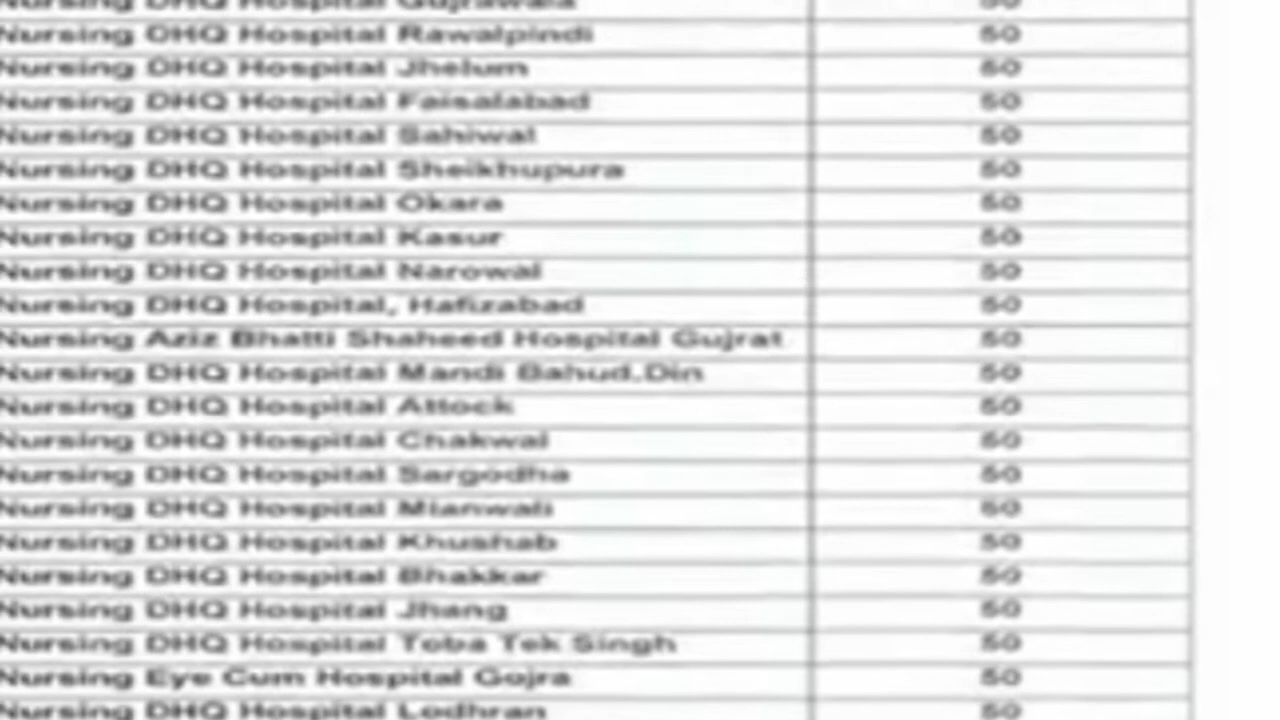 Nursing DHQ Hospital Gujrawala 50
Nursing DHQ Hospital Rawalpindi 50
Nursing DHQ Hospital Jhelum 50
Nursing DHQ Hospital Faisalabad 50
Nursing DHQ Hospital Sahiwal 50
Nursing DHQ Hospital Sheikhupura 50
Nursing DHQ Hospital Okara 50
Nursing DHQ Hospital Kasur 50
Nursing DHQ Hospital Narowal 50
Nursing DHQ Hospital, Hafizabad 50
Nursing Aziz Bhatti Shaheed Hospital Gujrat 50
Nursing DHQ Hospital Mandi Bahud.Din 50
Nursing DHQ Hospital Attock 50
Nursing DHQ Hospital Chakwal 50
Nursing DHQ Hospital Sargodha 50
Nursing DHQ Hospital Mianwali 50
Nursing DHQ Hospital Khushab 50
Nursing DHQ Hospital Bhakkar 50
Nursing DHQ Hospital Jhang 50
Nursing DHQ Hospital Toba Tek Singh 50
Nursing Eye Cum Hospital Gojra 50
Nursing DHQ Hospital Lodhran 50